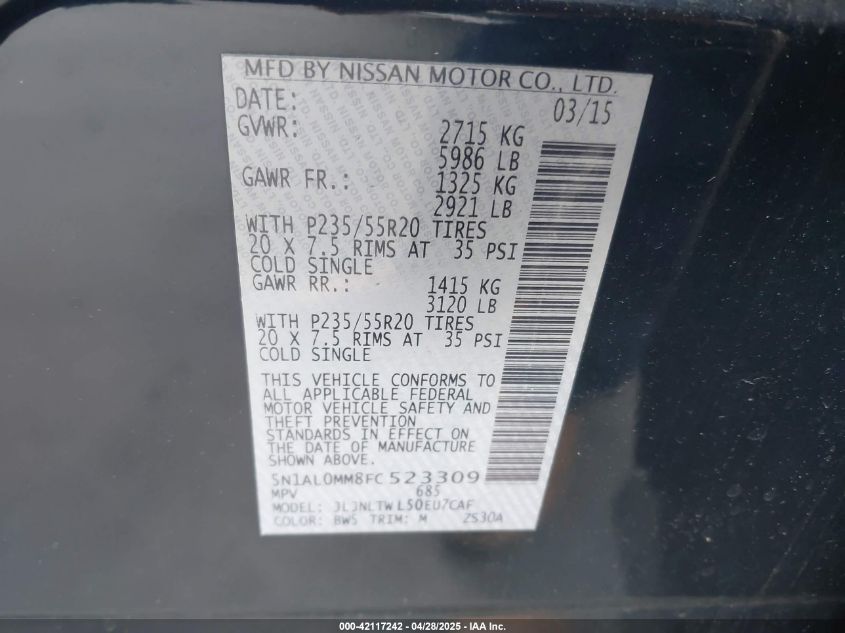 MFD BY NISSAN MOTOR CO., LTD.
DATE: 03/15
GVWR: 2715 KG
5986 LB
GAWR FR.: 1325 KG
2921 LB
WITH P235/55R20 TIRES
20 X 7.5 RIMS AT 35 PSI
COLD SINGLE
GAWR RR.: 1415 KG
3120 LB
WITH P235/55R20 TIRES
20 X 7.5 RIMS AT 35 PSI
COLD SINGLE
THIS VEHICLE CONFORMS TO
ALL APPLICABLE FEDERAL
MOTOR VEHICLE SAFETY AND
THEFT PREVENTION
STANDARDS IN EFFECT ON
THE DATE OF MANUFACTURE
SHOWN ABOVE.
5N1AL0MM8FC523309
MPV 685
MODEL: JLJNLTWL50EU7CAF
COLOR: BW5 TRIM: M ZS30A
000-42117242 - 04/28/2025 - IAA Inc.